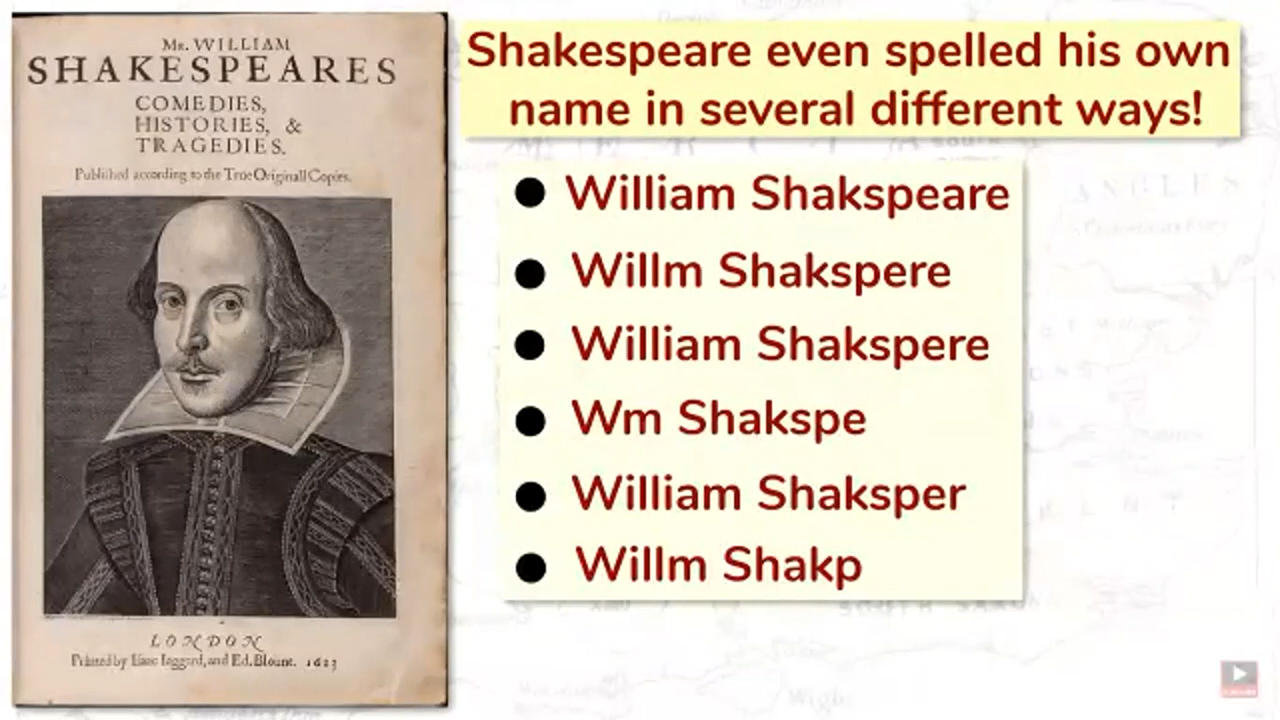 Mr. WILLIAM
SHAKESPEARES
COMEDIES,
HISTORIES, &
TRAGEDIES.
Published according to the True Originall Copies.
LONDON
Printed by Isaac Iaggard, and Ed. Blount. 1623
Shakespeare even spelled his own
name in several different ways!
● William Shakspeare
● Willm Shakspere
● William Shakspere
● Wm Shakspe
● William Shaksper
● Willm Shakp
ANGLES
Wigh